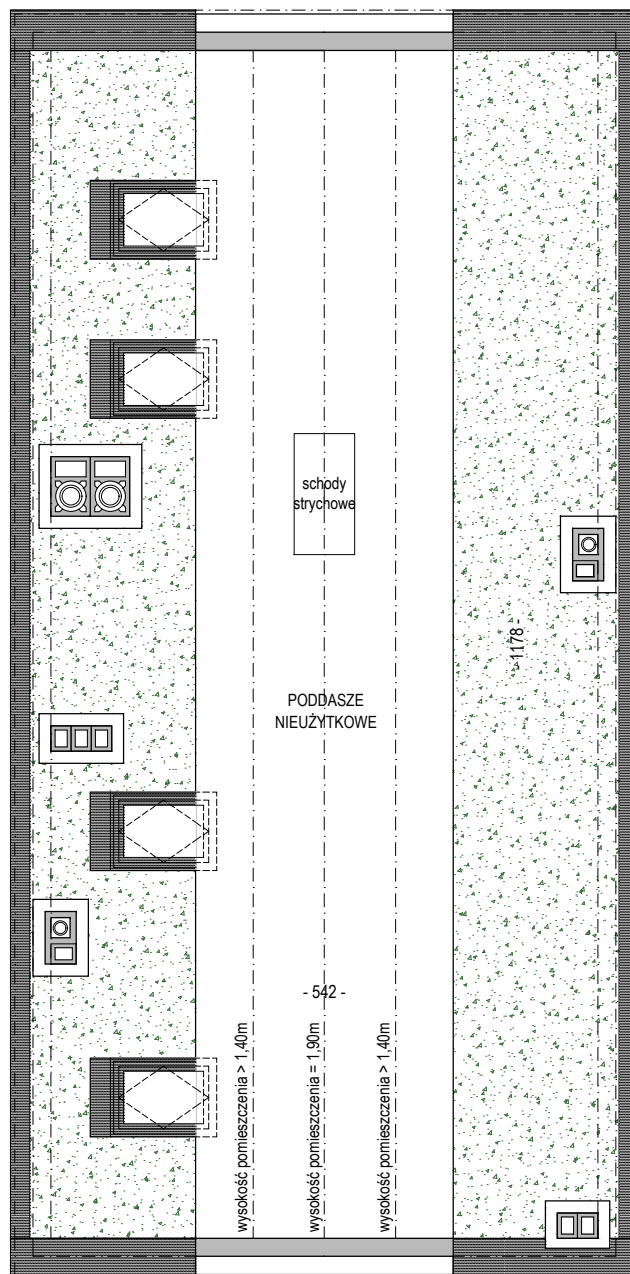 schody
strychowe
- 1178 -
PODDASZE
NIEUŻYTKOWE
- 542 -
wysokość pomieszczenia > 1,40m
wysokość pomieszczenia = 1,90m
wysokość pomieszczenia > 1,40m